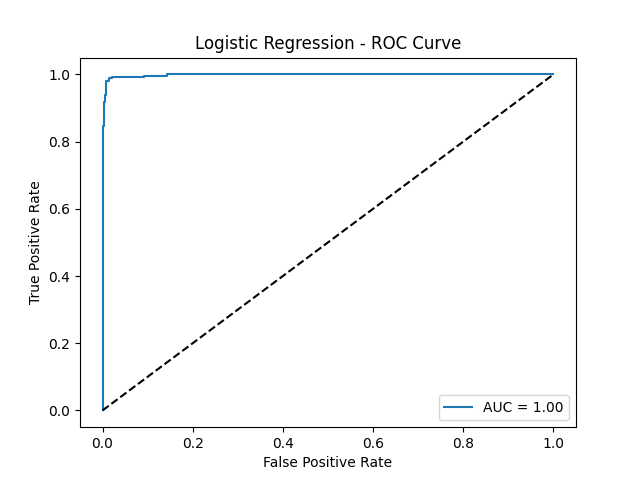 Logistic Regression - ROC Curve
1.0
0.8
0.6
0.4
0.2
0.0
True Positive Rate
AUC = 1.00
0.0 0.2 0.4 0.6 0.8 1.0
False Positive Rate